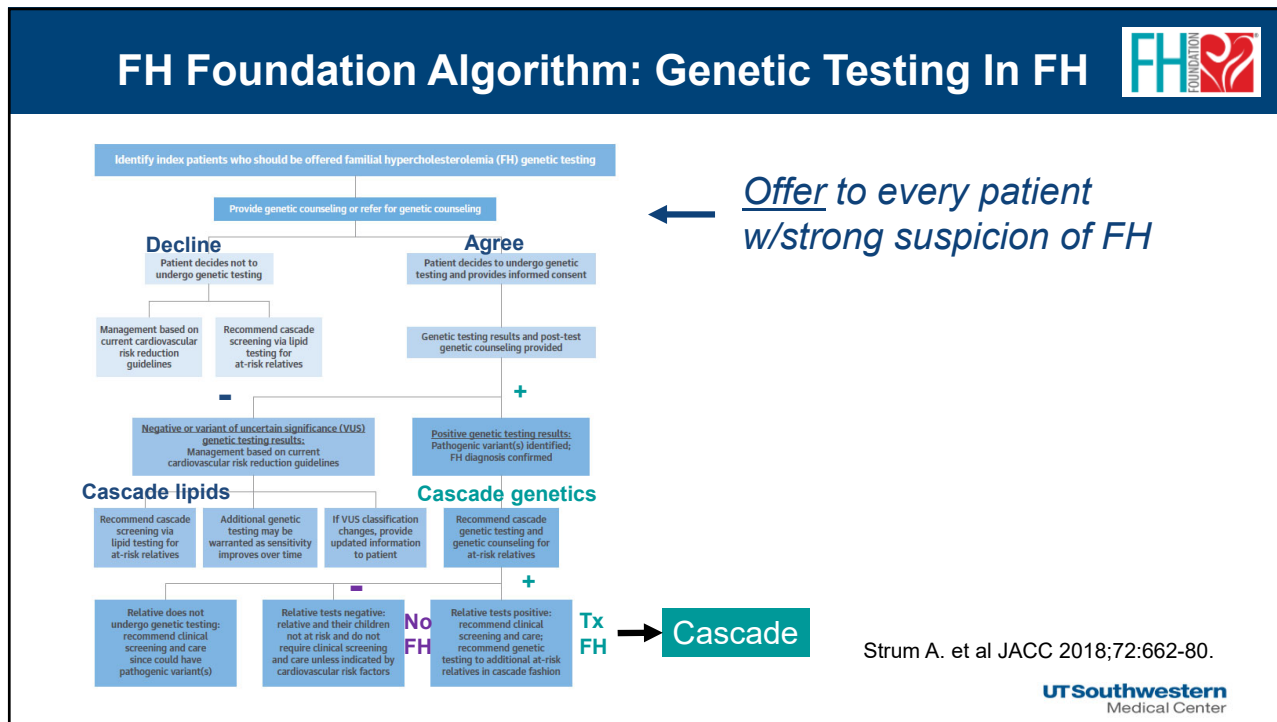 FH Foundation Algorithm: Genetic Testing In FH
FH
FOUNDATION
Identify index patients who should be offered familial hypercholesterolemia (FH) genetic testing
Provide genetic counseling or refer for genetic counseling
Offer to every patient
w/strong suspicion of FH
Decline
Patient decides not to
undergo genetic testing
Agree
Patient decides to undergo genetic
testing and provides informed consent
Management based on
current cardiovascular
risk reduction
guidelines
Recommend cascade
screening via lipid
testing for
at-risk relatives
Genetic testing results and post-test
genetic counseling provided
-
+
Negative or variant of uncertain significance (VUS)
genetic testing results:
Management based on current
cardiovascular risk reduction guidelines
Positive genetic testing results:
Pathogenic variant(s) identified;
FH diagnosis confirmed
Cascade lipids
Cascade genetics
Recommend cascade
screening via
lipid testing for
at-risk relatives
Additional genetic
testing may be
warranted as sensitivity
improves over time
If VUS classification
changes, provide
updated information
to patient
Recommend cascade
genetic testing and
genetic counseling for
at-risk relatives
-
+
Relative does not
undergo genetic testing:
recommend clinical
screening and care
since could have
pathogenic variant(s)
Relative tests negative:
relative and their children
not at risk and do not
require clinical screening
and care unless indicated by
cardiovascular risk factors
No
FH
Relative tests positive:
recommend clinical
screening and care;
recommend genetic
testing to additional at-risk
relatives in cascade fashion
Tx
FH
Cascade
Strum A. et al JACC 2018;72:662-80.
UTSouthwestern
Medical Center